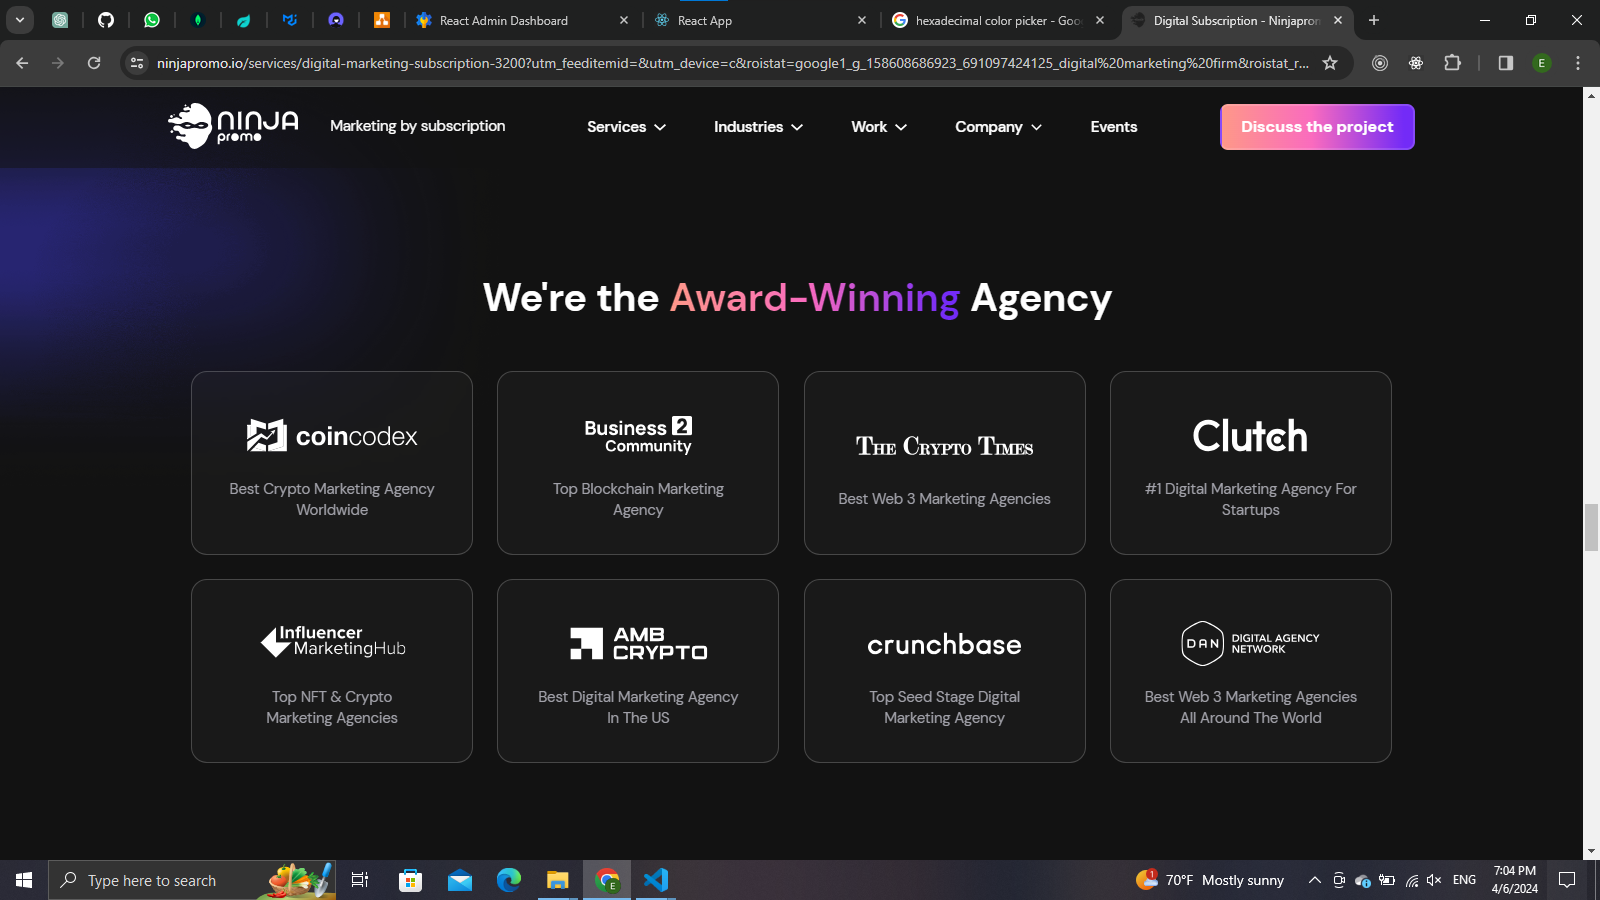 React Admin Dashboard
React App
hexadecimal color picker - Goo
Digital Subscription - Ninjapron
ninjapromo.io/services/digital-marketing-subscription-3200?utm_feeditemid=&utm_device=c&roistat=google1_g_158608686923_691097424125_digital%20marketing%20firm&roistat_r...
E
NINJA
promo
Marketing by subscription
Services
Industries
Work
Company
Events
Discuss the project
We're the Award-Winning Agency
coincodex
Best Crypto Marketing Agency
Worldwide
Business 2
Community
Top Blockchain Marketing
Agency
The Crypto Times
Best Web 3 Marketing Agencies
Clutch
#1 Digital Marketing Agency For
Startups
Influencer
MarketingHub
Top NFT & Crypto
Marketing Agencies
AMB
CRYPTO
Best Digital Marketing Agency
In The US
crunchbase
Top Seed Stage Digital
Marketing Agency
DAN
DIGITAL AGENCY
NETWORK
Best Web 3 Marketing Agencies
All Around The World
Type here to search
E
1
70°F Mostly sunny
ENG
7:04 PM
4/6/2024